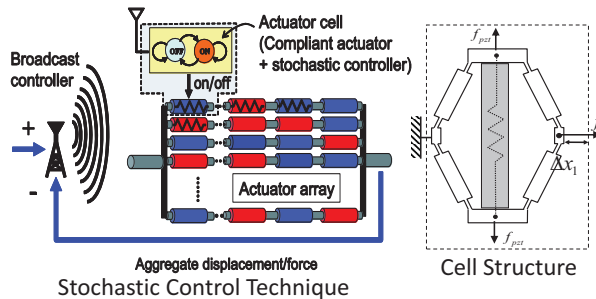 Actuator cell
(Compliant actuator
+ stochastic controller)
OFF
ON
Broadcast
controller
on/off
+
-
Actuator array
Aggregate displacement/force
Stochastic Control Technique
f_pzt
Δx₁
f_pzt
Cell Structure